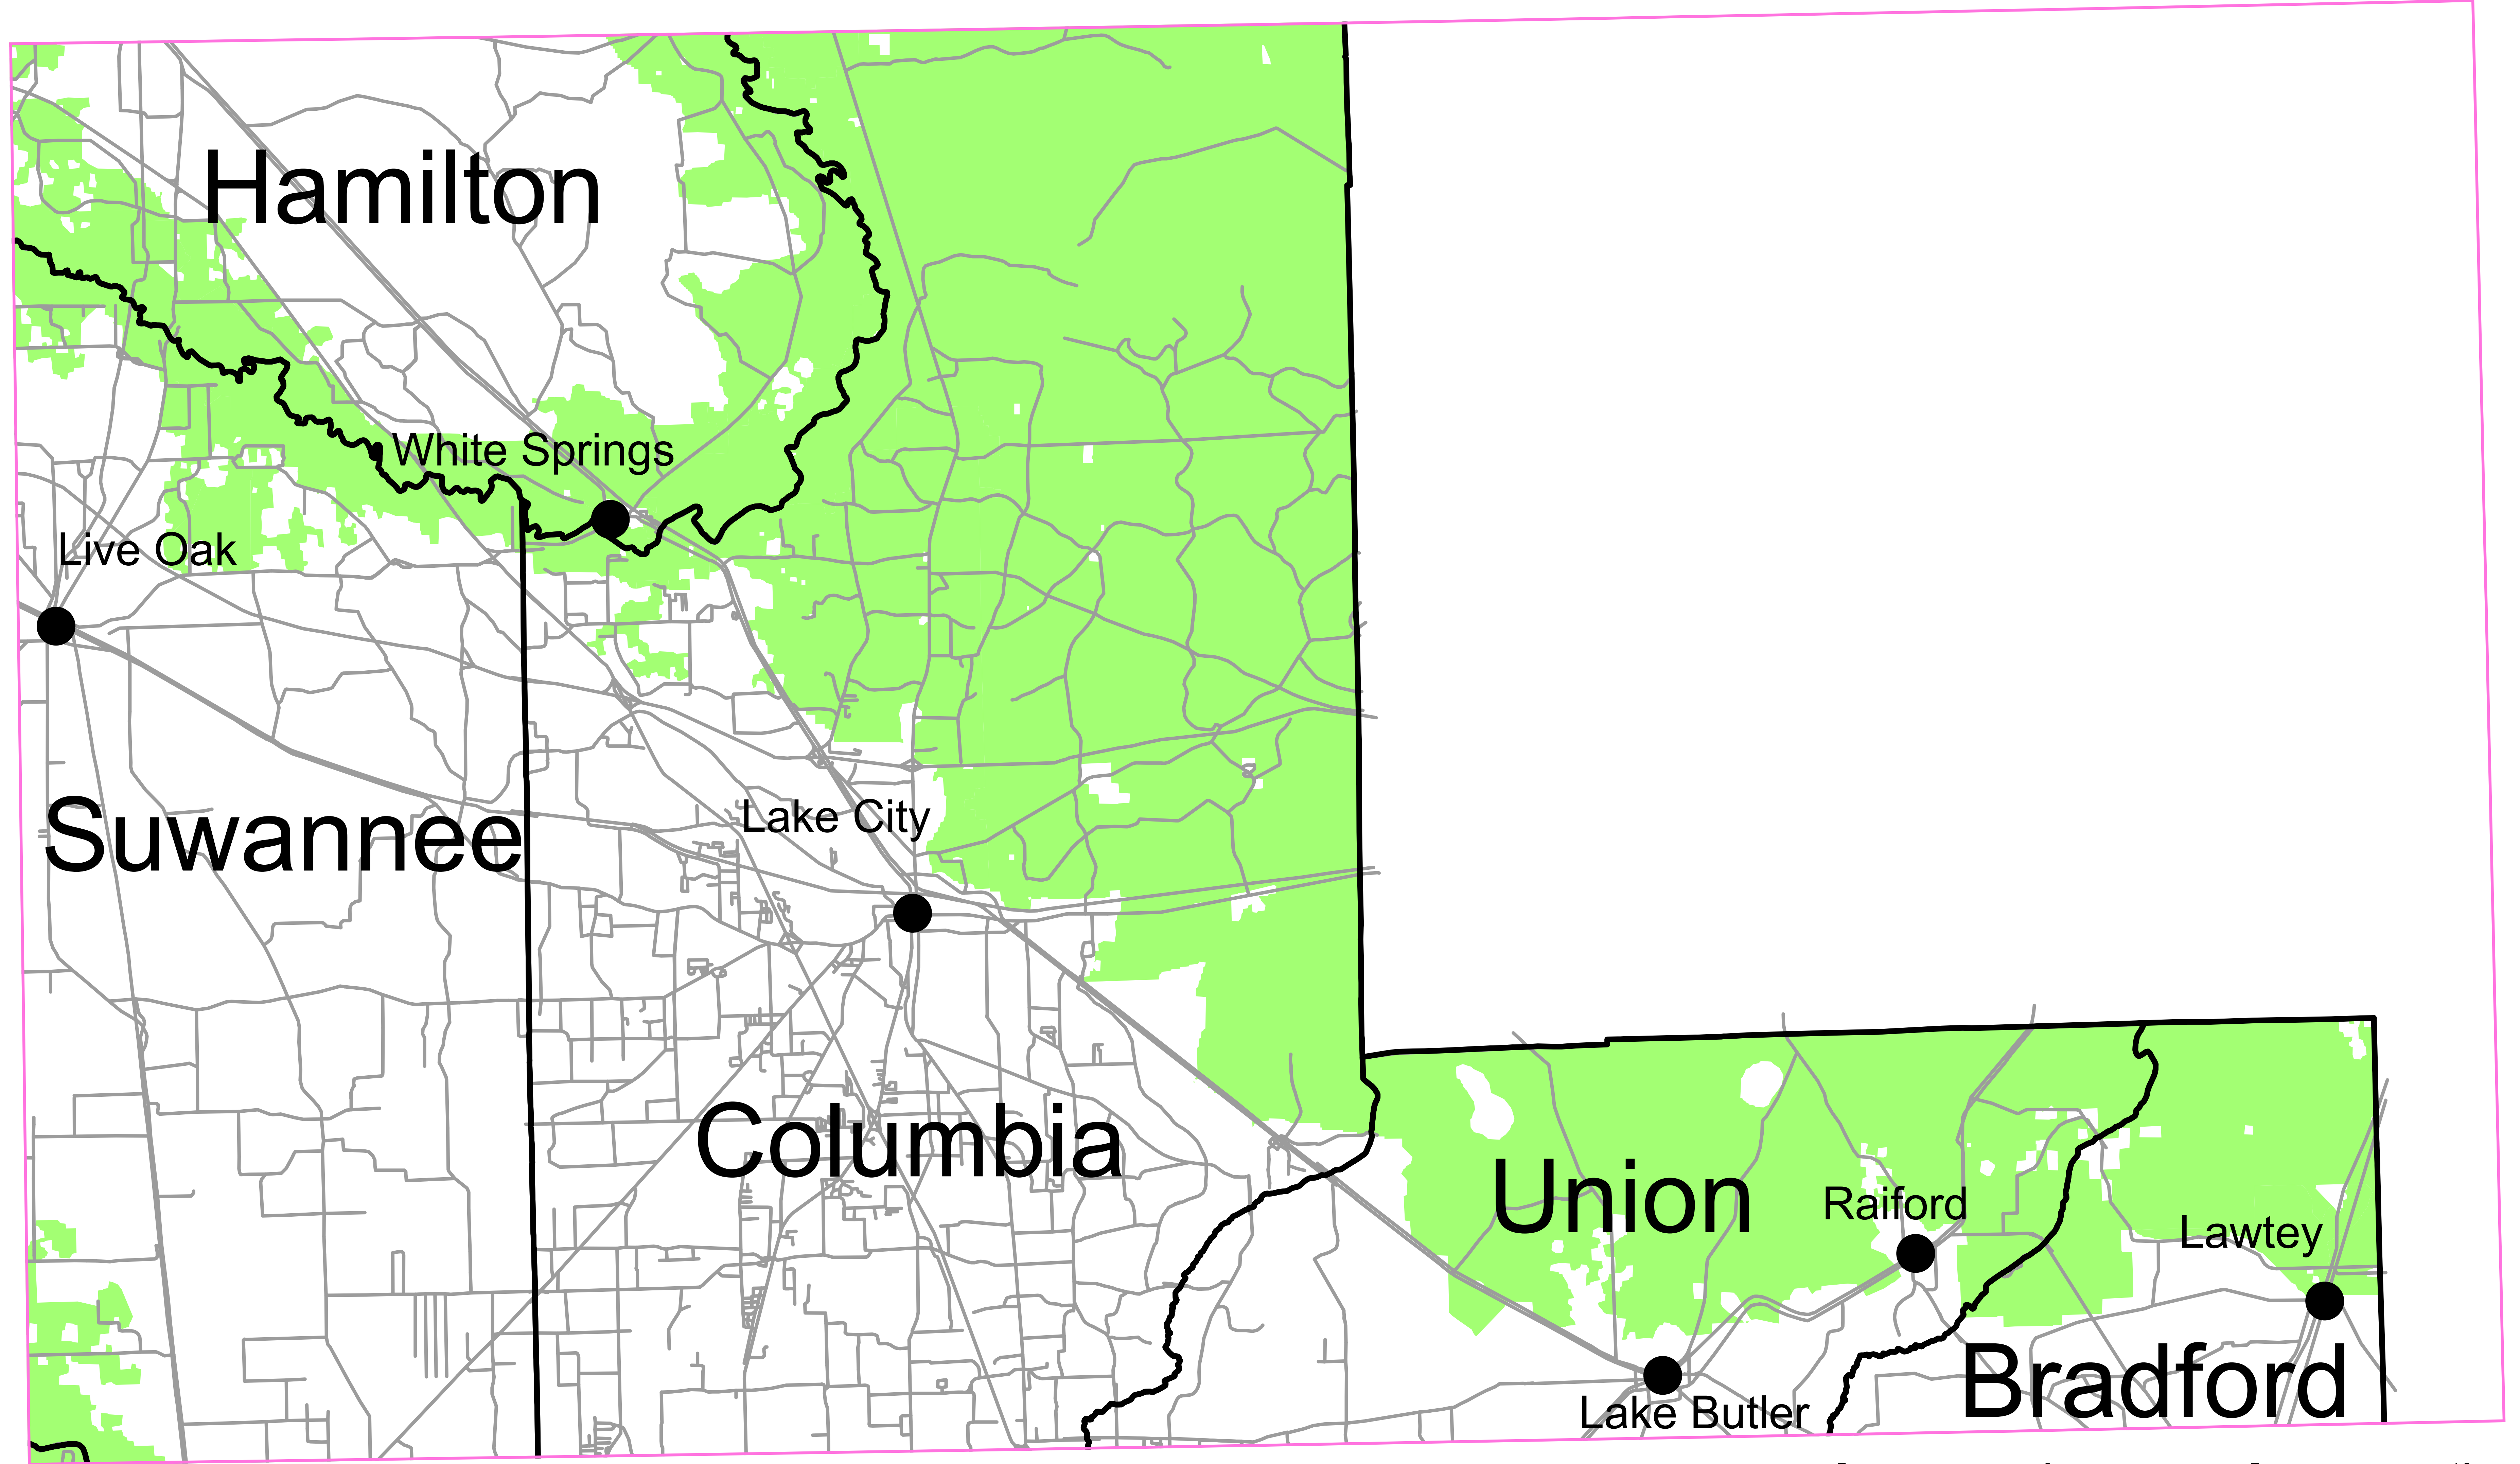 Hamilton
White Springs
Live Oak
Suwannee
Lake City
Columbia
Union
Raiford
Lawtey
Bradford
Lake Butler